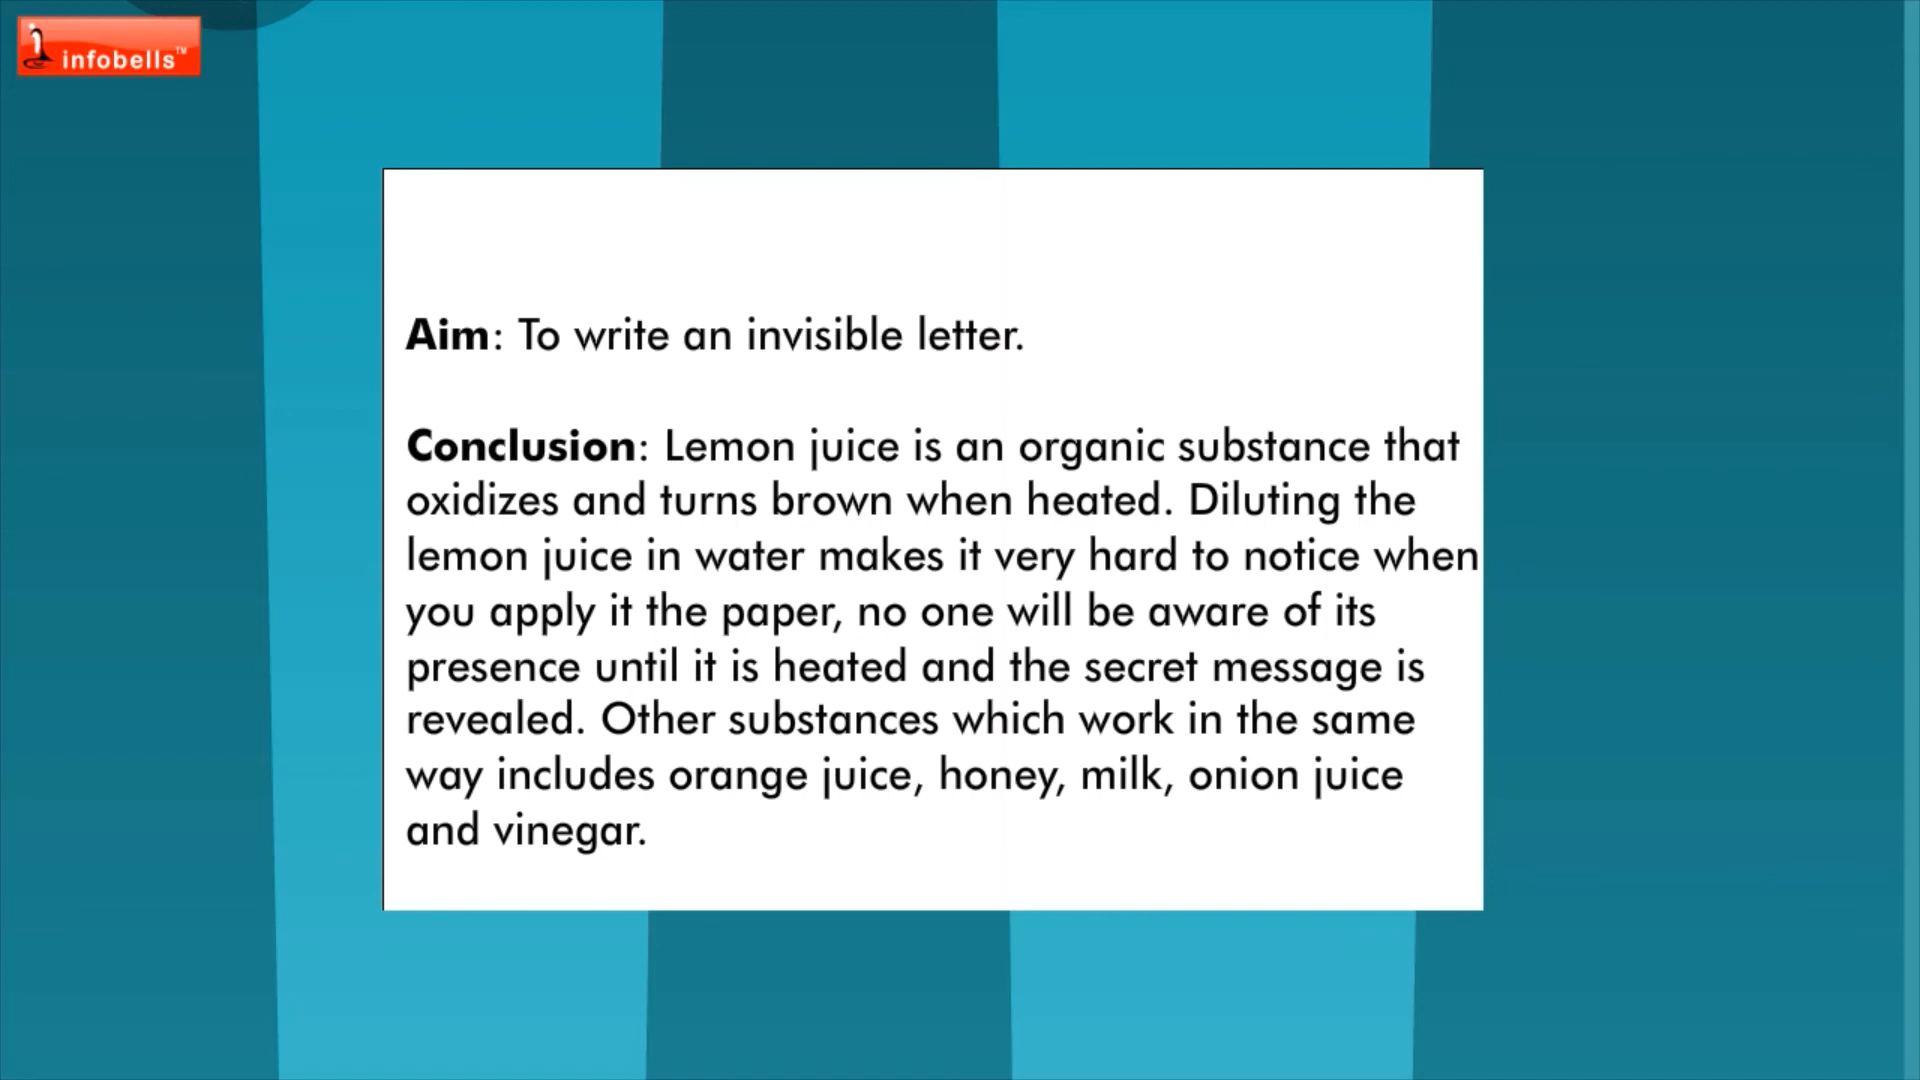 infobells™
Aim: To write an invisible letter.
Conclusion: Lemon juice is an organic substance that
oxidizes and turns brown when heated. Diluting the
lemon juice in water makes it very hard to notice when
you apply it the paper, no one will be aware of its
presence until it is heated and the secret message is
revealed. Other substances which work in the same
way includes orange juice, honey, milk, onion juice
and vinegar.